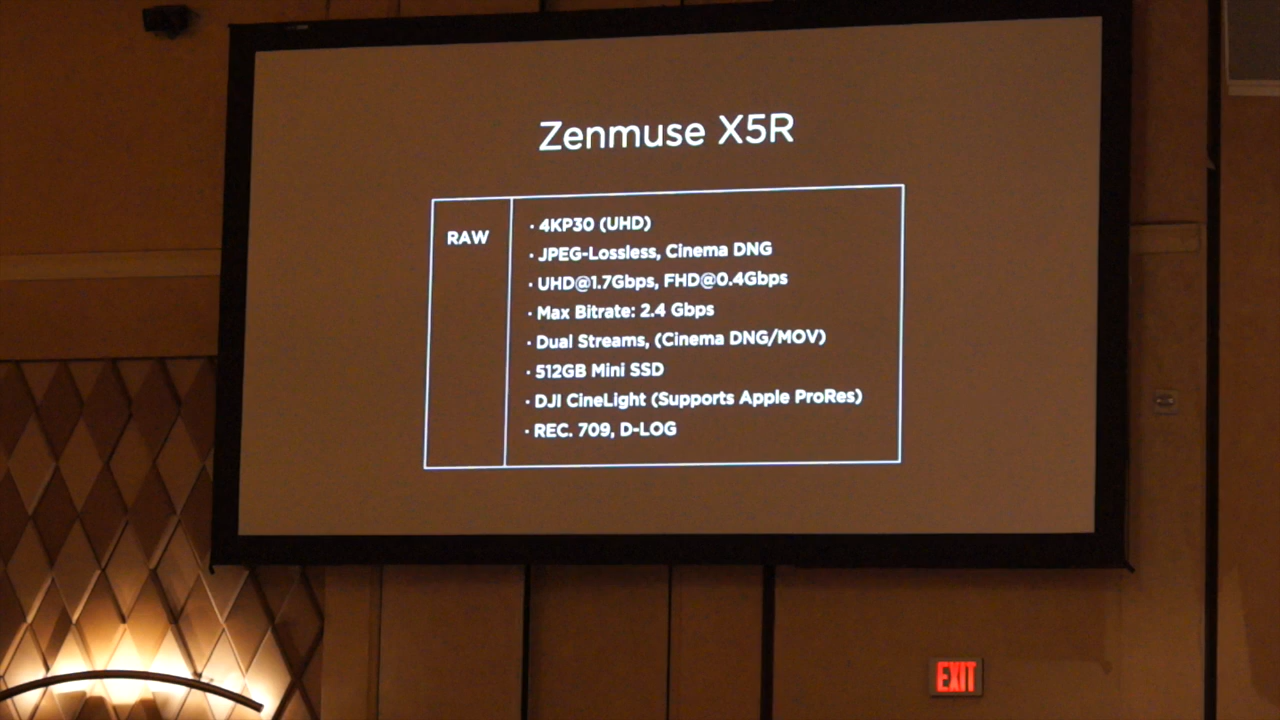 Zenmuse X5R
RAW
· 4KP30 (UHD)
· JPEG-Lossless, Cinema DNG
· UHD@1.7Gbps, FHD@0.4Gbps
· Max Bitrate: 2.4 Gbps
· Dual Streams, (Cinema DNG/MOV)
· 512GB Mini SSD
· DJI CineLight (Supports Apple ProRes)
· REC. 709, D-LOG
EXIT